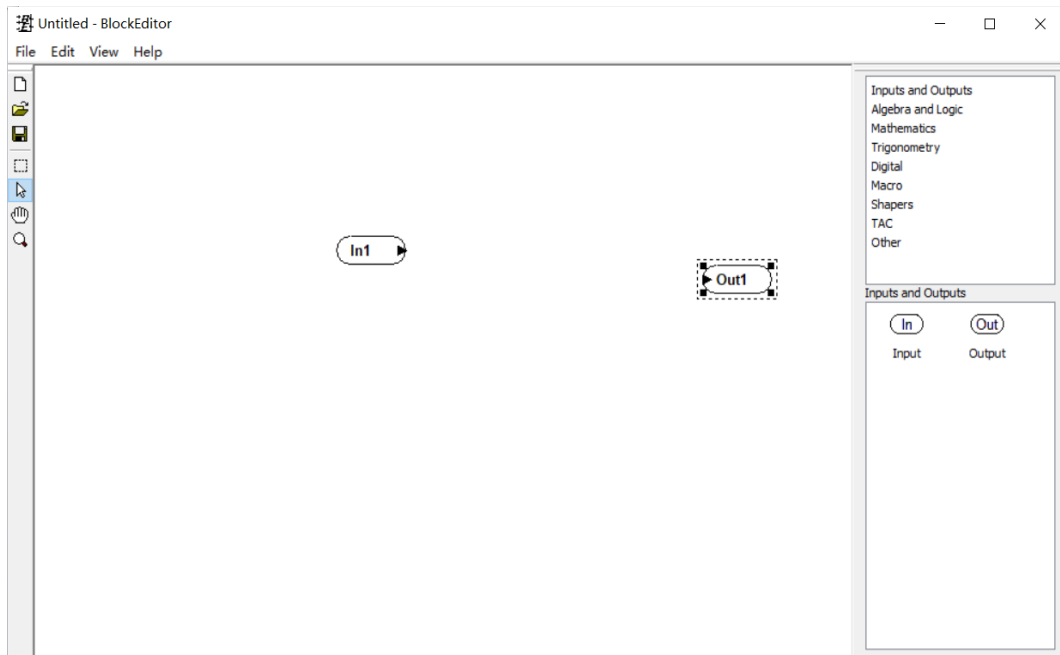 Untitled - BlockEditor
File Edit View Help
Inputs and Outputs
Algebra and Logic
Mathematics
Trigonometry
Digital
Macro
Shapers
TAC
Other
In1
Out1
Inputs and Outputs
In Out
Input Output